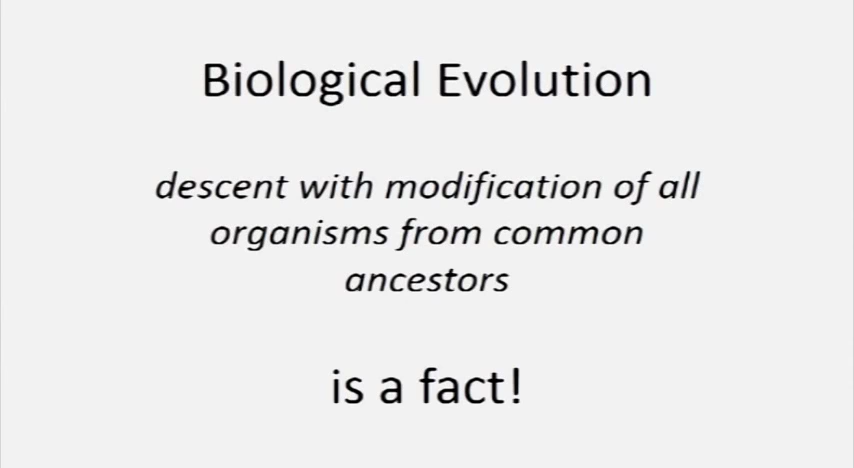 Biological Evolution
descent with modification of all
organisms from common
ancestors
is a fact!